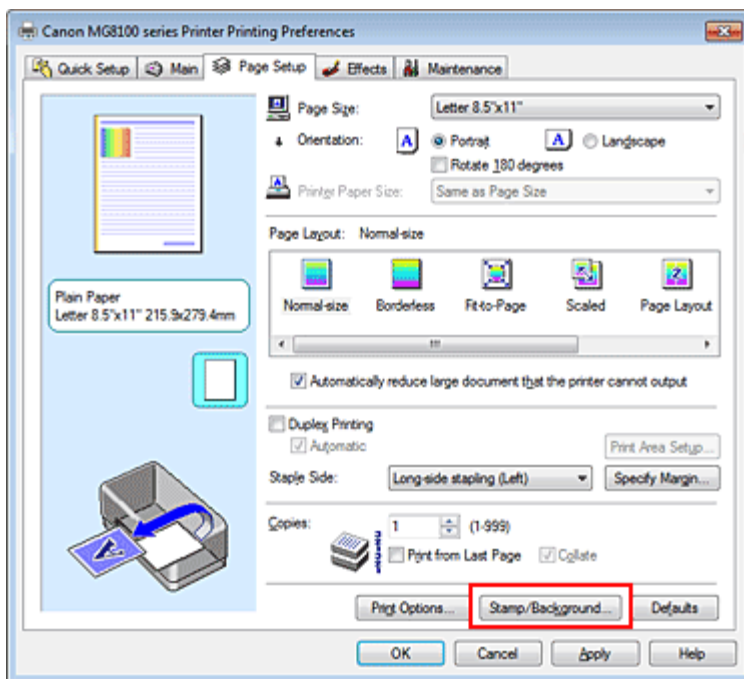 Canon MG8100 series Printer Printing Preferences
Quick Setup Main Page Setup Effects Maintenance
Page Size: Letter 8.5"x11"
Orientation: A Portrait A Landscape
Rotate 180 degrees
Printer Paper Size: Same as Page Size
Page Layout: Normal-size
Normal-size Borderless Fit-to-Page Scaled Page Layout
Plain Paper
Letter 8.5"x11" 215.9x279.4mm
Automatically reduce large document that the printer cannot output
Duplex Printing
Automatic Print Area Setup...
Staple Side: Long-side stapling (Left) Specify Margin...
Copies: 1 (1-999)
Print from Last Page Collate
Print Options... Stamp/Background... Defaults
OK Cancel Apply Help